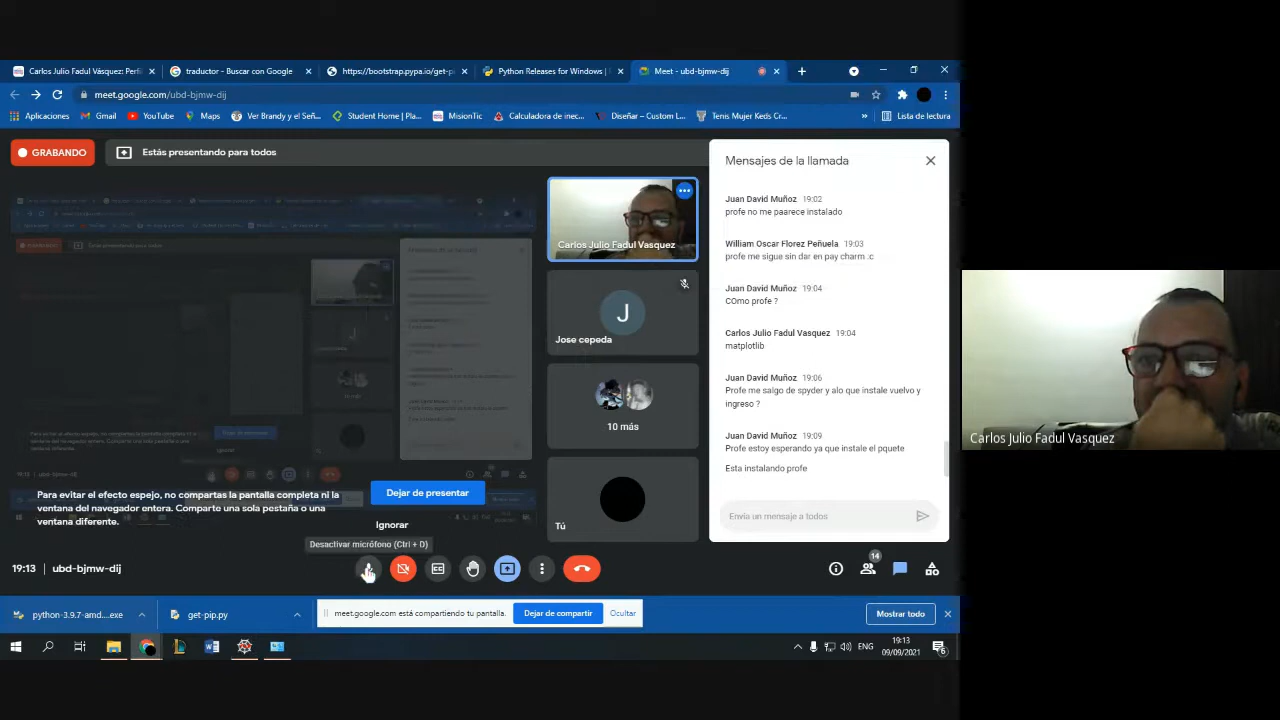 Carlos Julio Fadul Vásquez: Perfi
traductor - Buscar con Google
https://bootstrap.pypa.io/get-p
Python Releases for Windows |
Meet - ubd-bjmw-dij
meet.google.com/ubd-bjmw-dij
Aplicaciones
Gmail
YouTube
Maps
Ver Brandy y el Señ...
Student Home | Pla...
MisionTic
Calculadora de inec...
Diseñar – Custom L...
Tenis Mujer Keds Cr...
Lista de lectura
GRABANDO
Estás presentando para todos
Mensajes de la llamada
Juan David Muñoz 19:02
profe no me paarece instalado
William Oscar Florez Peñuela 19:03
profe me sigue sin dar en pay charm :c
Juan David Muñoz 19:04
COmo profe ?
Carlos Julio Fadul Vasquez 19:04
matplotlib
Juan David Muñoz 19:06
Profe me salgo de spyder y alo que instale vuelvo y
ingreso ?
Juan David Muñoz 19:09
Profe estoy esperando ya que instale el pquete
Esta instalando profe
Envía un mensaje a todos
Carlos Julio Fadul Vasquez
J
Jose cepeda
10 más
Tú
Para evitar el efecto espejo, no compartas la pantalla completa ni la
ventana del navegador entera. Comparte una sola pestaña o una
ventana diferente.
Dejar de presentar
Ignorar
Desactivar micrófono (Ctrl + D)
19:13 | ubd-bjmw-dij
14
python-3.9.7-amd....exe
get-pip.py
meet.google.com está compartiendo tu pantalla.
Dejar de compartir
Ocultar
Mostrar todo
ENG
19:13
09/09/2021
6
Carlos Julio Fadul Vasquez